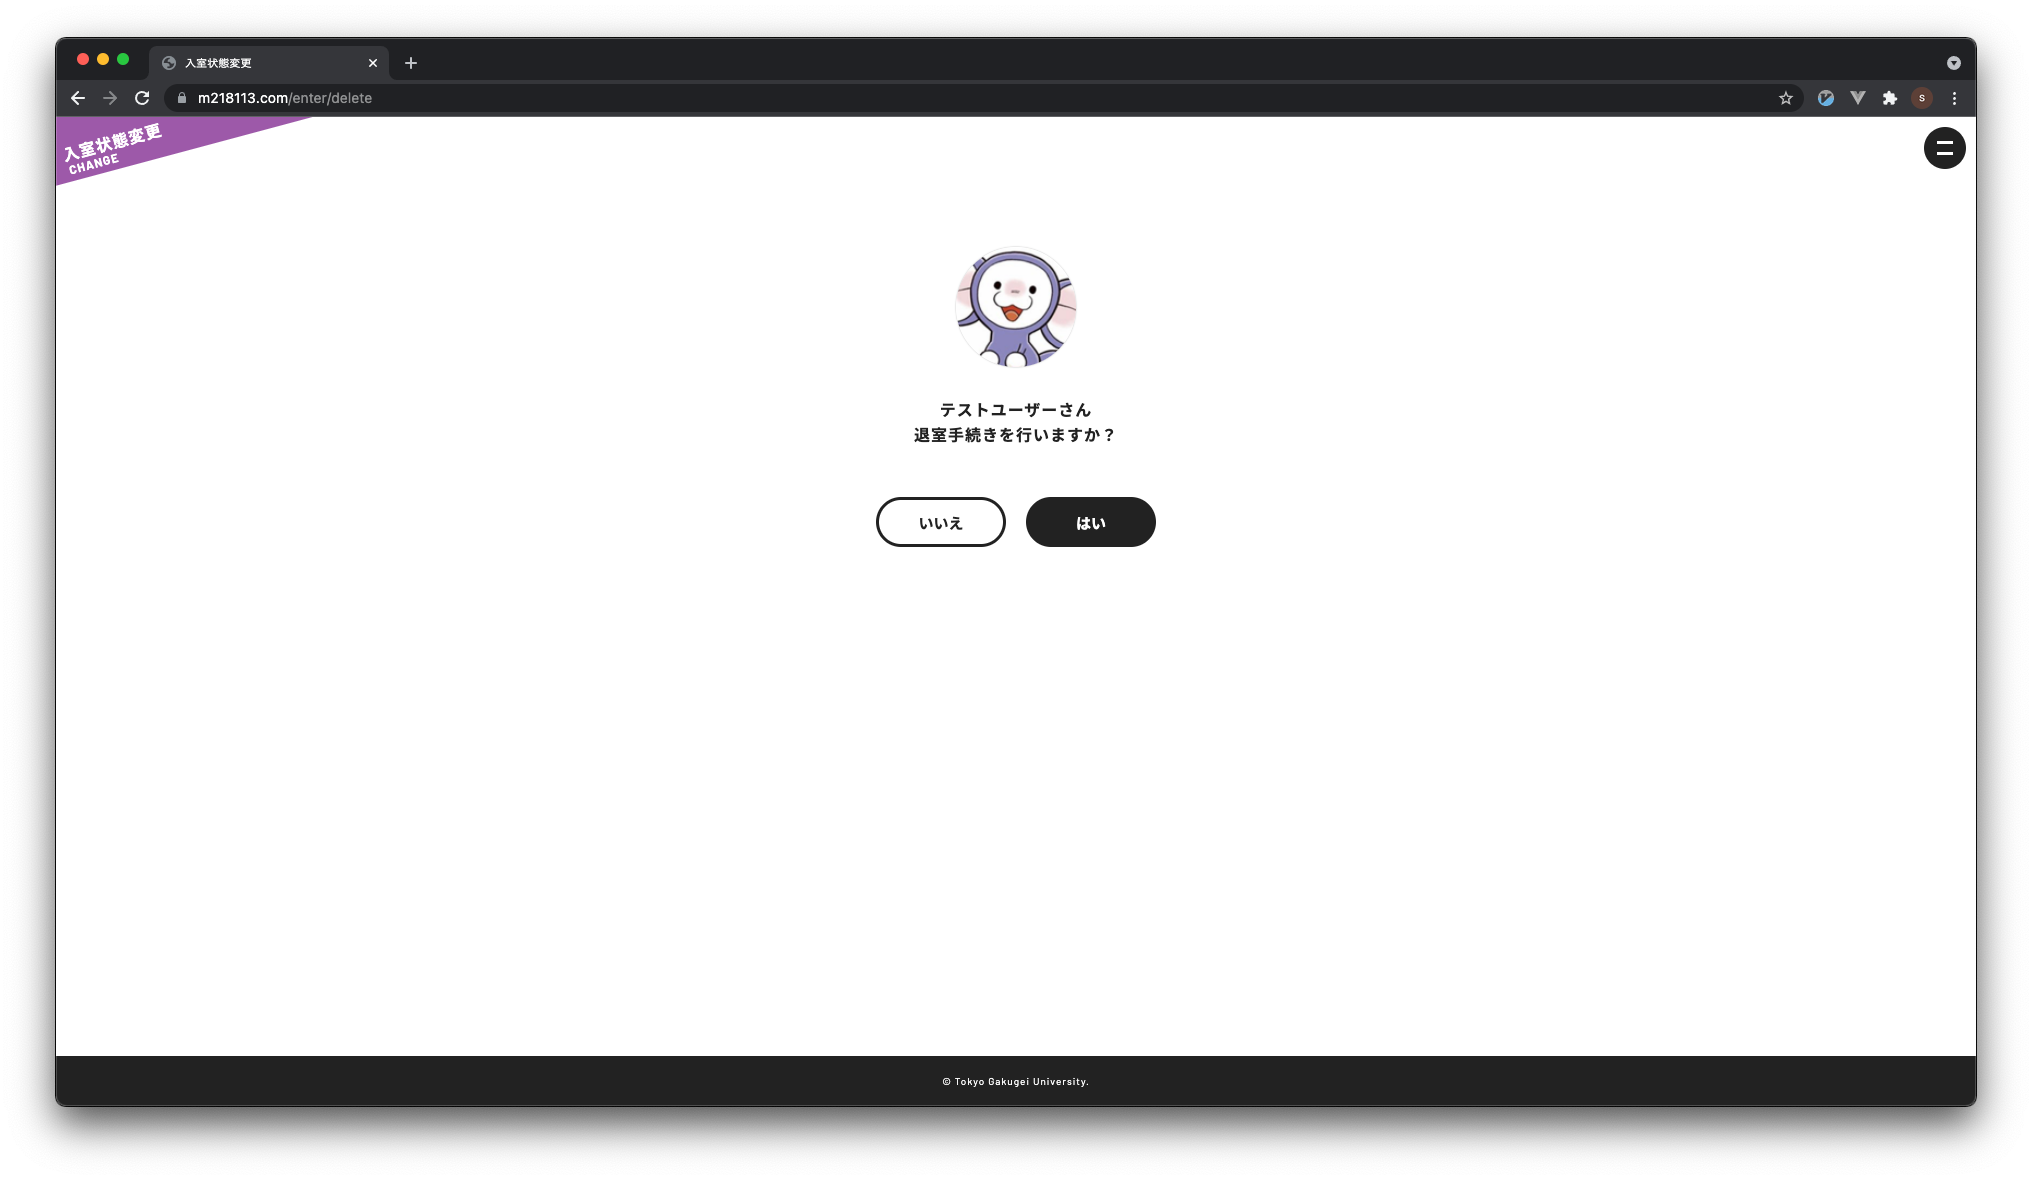 入室状態変更
m218113.com/enter/delete
S
入室状態変更
CHANGE
テストユーザーさん
退室手続きを行いますか？
いいえ
はい
© Tokyo Gakugei University.